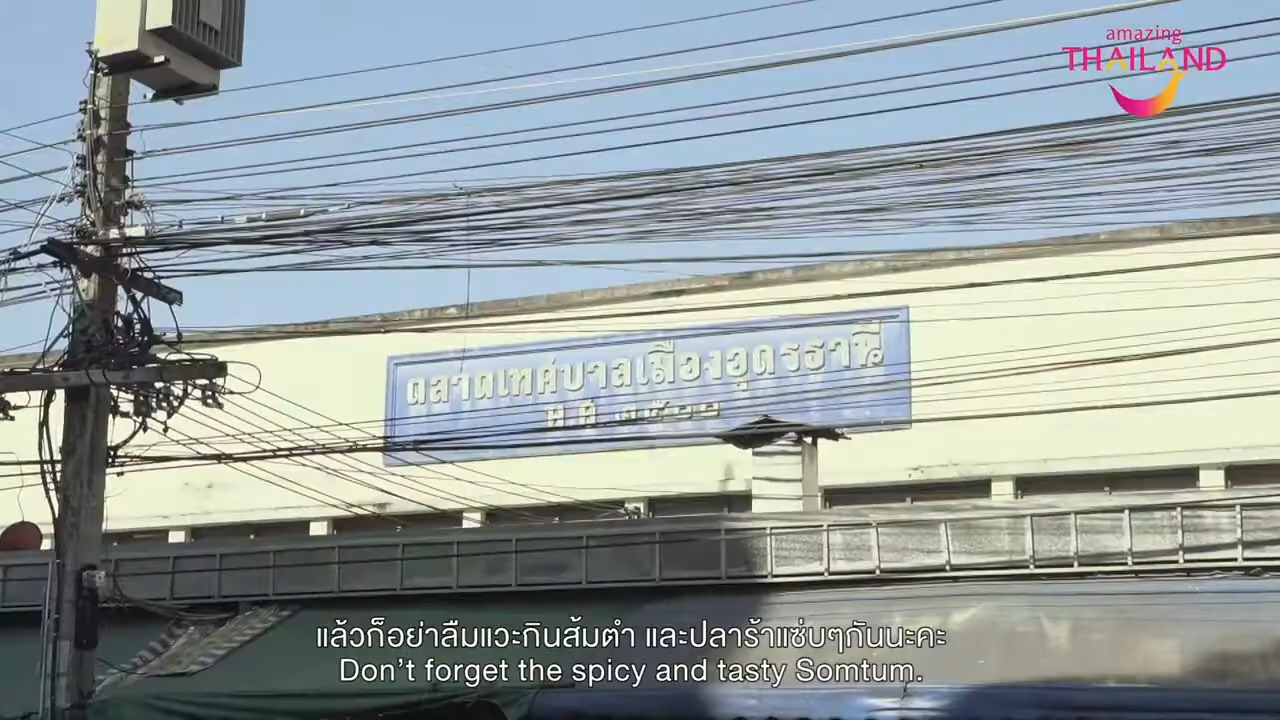 amazing
THAILAND
ตลาดเทศบาลเมืองอุดรธานี
แล้วก็อย่าลืมแวะกินส้มตำ และปลาร้าแซ่บๆกันนะคะ
Don't forget the spicy and tasty Somtum.